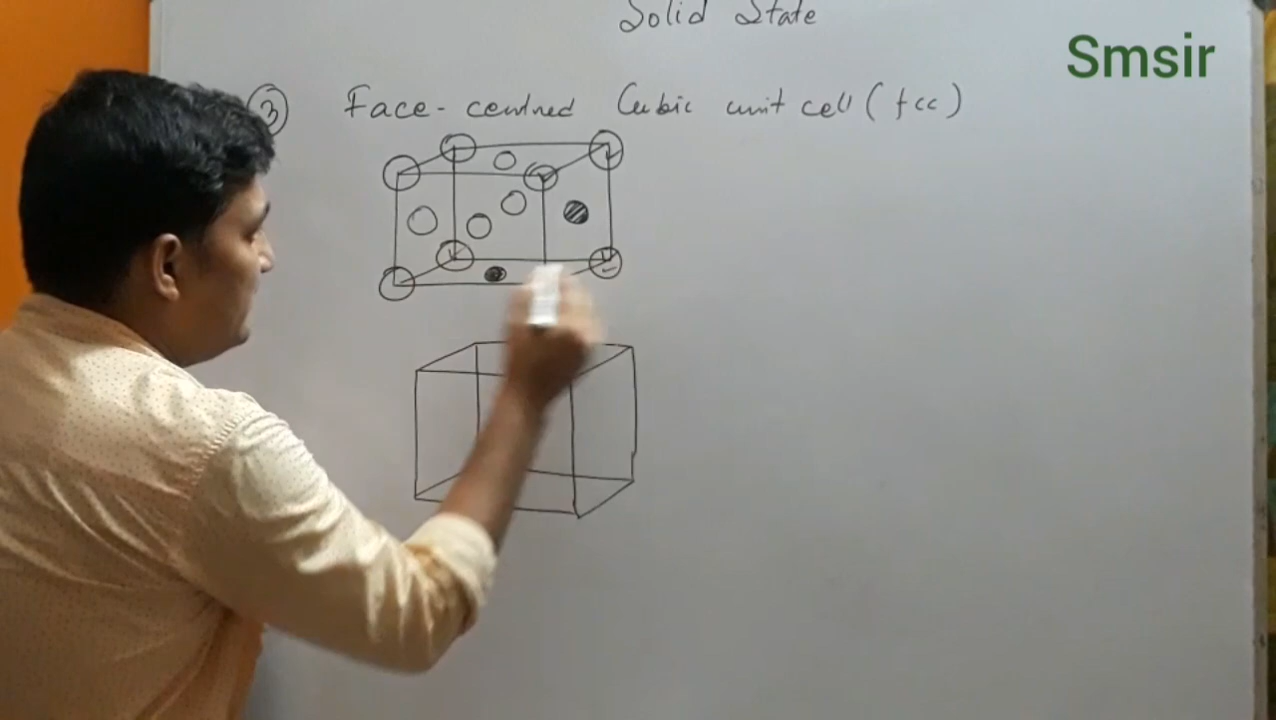 Solid State
Smsir
③ Face-centred Cubic unit cell (fcc)